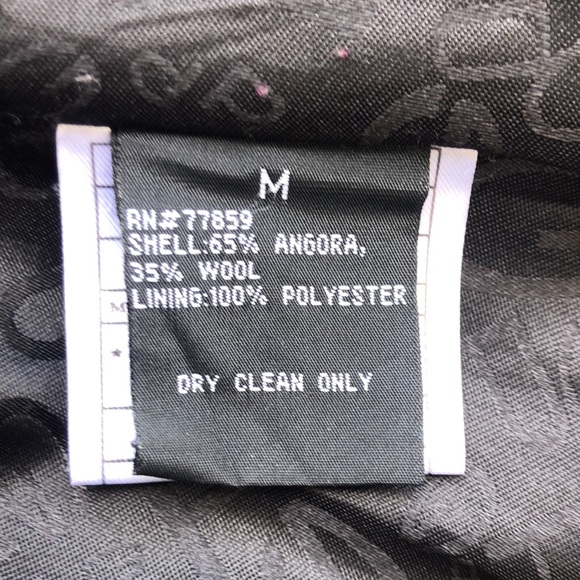 M
RN#77859
SHELL:65% ANGORA,
35% WOOL
LINING:100% POLYESTER
DRY CLEAN ONLY